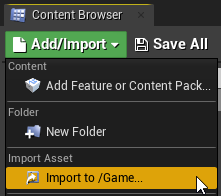 Content Browser
Add/Import Save All
Content
Add Feature or Content Pack...
Folder
New Folder
Import Asset
Import to /Game...